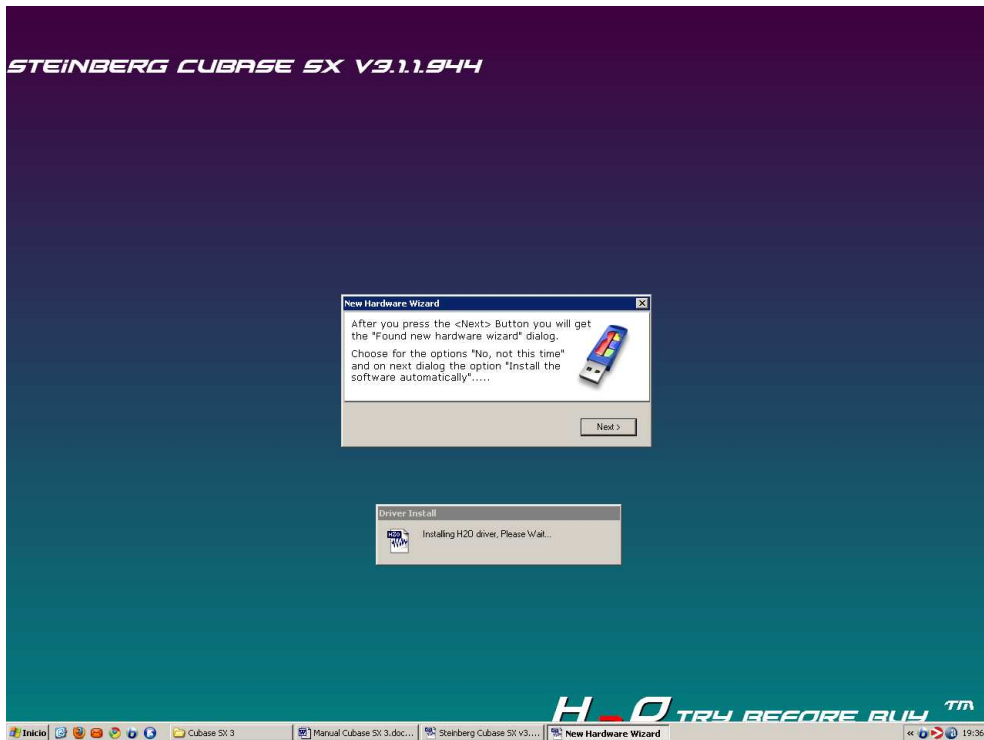 STEiNBERG CUBASE SX V3.1.1.944
New Hardware Wizard
After you press the <Next> Button you will get
the "Found new hardware wizard" dialog.
Choose for the options "No, not this time"
and on next dialog the option "Install the
software automatically".....
Next >
Driver Install
H2O
Installing H2O driver, Please Wait...
H2O TRY BEFORE BUY TM
Inicio
Cubase SX 3
Manual Cubase SX 3.doc...
Steinberg Cubase SX v3....
New Hardware Wizard
19:36